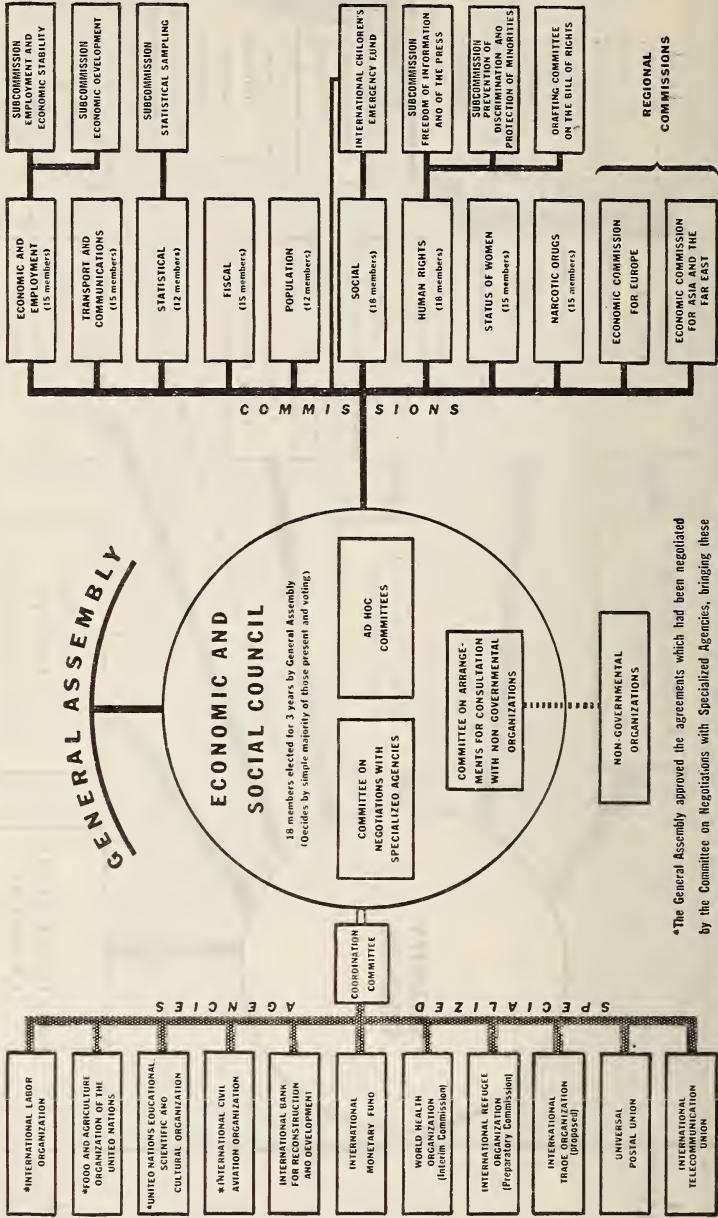 GENERAL ASSEMBLY
ECONOMIC AND
SOCIAL COUNCIL
18 members elected for 3 years by General Assembly
(Decides by simple majority of those present and voting)
COMMITTEE ON
NEGOTIATIONS WITH
SPECIALIZED AGENCIES
AD HOC
COMMITTEES
COMMITTEE ON ARRANGE-
MENTS FOR CONSULTATION
WITH NON GOVERNMENTAL
ORGANIZATIONS
NON-GOVERNMENTAL
ORGANIZATIONS
COORDINATION
COMMITTEE
SPECIALIZED AGENCIES
*INTERNATIONAL LABOR
ORGANIZATION
*FOOD AND AGRICULTURE
ORGANIZATION OF THE
UNITED NATIONS
*UNITED NATIONS EDUCATIONAL,
SCIENTIFIC AND
CULTURAL ORGANIZATION
*INTERNATIONAL CIVIL
AVIATION ORGANIZATION
INTERNATIONAL BANK
FOR RECONSTRUCTION
AND DEVELOPMENT
INTERNATIONAL
MONETARY FUND
WORLD HEALTH
ORGANIZATION
(Interim Commission)
INTERNATIONAL REFUGEE
ORGANIZATION
(Preparatory Commission)
INTERNATIONAL
TRADE ORGANIZATION
(proposed)
UNIVERSAL
POSTAL UNION
INTERNATIONAL
TELECOMMUNICATION
UNION
COMMISSIONS
ECONOMIC AND
EMPLOYMENT
(15 members)
TRANSPORT AND
COMMUNICATIONS
(15 members)
STATISTICAL
(12 members)
FISCAL
(15 members)
POPULATION
(12 members)
SOCIAL
(18 members)
HUMAN RIGHTS
(18 members)
STATUS OF WOMEN
(15 members)
NARCOTIC DRUGS
(15 members)
ECONOMIC COMMISSION
FOR EUROPE
ECONOMIC COMMISSION
FOR ASIA AND THE
FAR EAST
SUBCOMMISSION
EMPLOYMENT AND
ECONOMIC STABILITY
SUBCOMMISSION
ECONOMIC DEVELOPMENT
SUBCOMMISSION
STATISTICAL SAMPLING
INTERNATIONAL CHILDREN'S
EMERGENCY FUND
SUBCOMMISSION
FREEDOM OF INFORMATION
AND OF THE PRESS
SUBCOMMISSION
PREVENTION OF
DISCRIMINATION AND
PROTECTION OF MINORITIES
DRAFTING COMMITTEE
ON THE BILL OF RIGHTS
REGIONAL
COMMISSIONS
*The General Assembly approved the agreements which had been negotiated
by the Committee on Negotiations with Specialized Agencies, bringing these